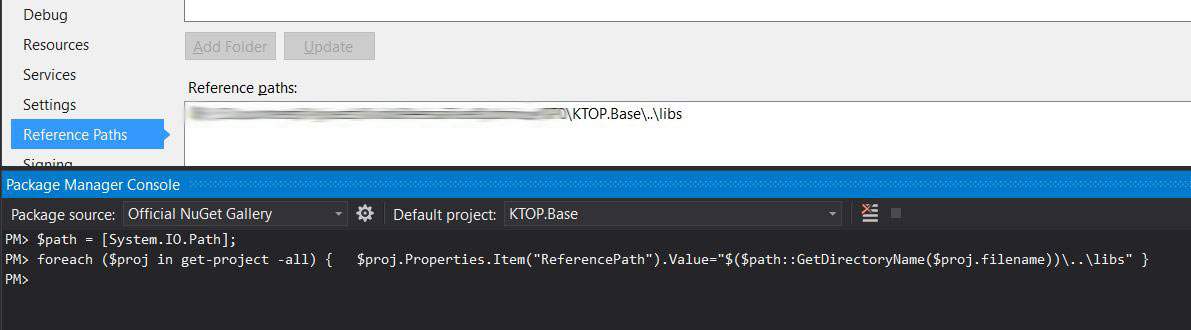 Debug
Resources
Add Folder
Update
Services
Reference paths:
Settings
\KTOP.Base\..\libs
Reference Paths
Signing
Package Manager Console
Package source: Official NuGet Gallery Default project: KTOP.Base
PM> $path = [System.IO.Path];
PM> foreach ($proj in get-project -all) {   $proj.Properties.Item("ReferencePath").Value="$($path::GetDirectoryName($proj.filename))\..\libs" }
PM>